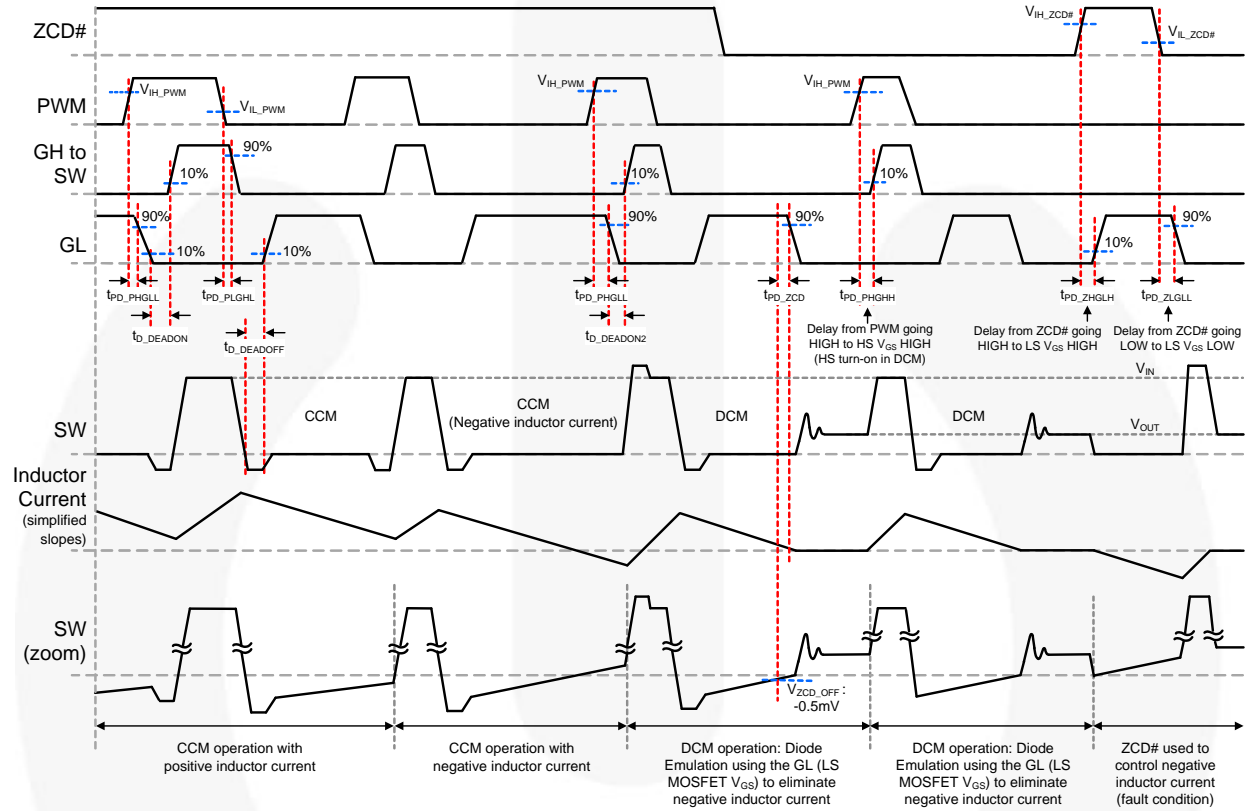 ZCD#
V_IH_ZCD#
V_IL_ZCD#
PWM
V_IH_PWM
V_IL_PWM
V_IH_PWM
V_IH_PWM
GH to
SW
10%
90%
10%
10%
GL
90%
10%
10%
90%
90%
10%
90%
t_PD_PHGLL
t_PD_PLGHL
t_PD_PHGLL
t_PD_ZCD
t_PD_PHGHH
t_PD_ZHGLH
t_PD_ZLGLL
t_D_DEADON
t_D_DEADOFF
t_D_DEADON2
Delay from PWM going
HIGH to HS V_GS HIGH
(HS turn-on in DCM)
Delay from ZCD# going
HIGH to LS V_GS HIGH
Delay from ZCD# going
LOW to LS V_GS LOW
V_IN
SW
CCM
CCM
(Negative inductor current)
DCM
DCM
V_OUT
Inductor
Current
(simplified
slopes)
SW
(zoom)
V_ZCD_OFF :
-0.5mV
CCM operation with
positive inductor current
CCM operation with
negative inductor current
DCM operation: Diode
Emulation using the GL (LS
MOSFET V_GS) to eliminate
negative inductor current
DCM operation: Diode
Emulation using the GL (LS
MOSFET V_GS) to eliminate
negative inductor current
ZCD# used to
control negative
inductor current
(fault condition)